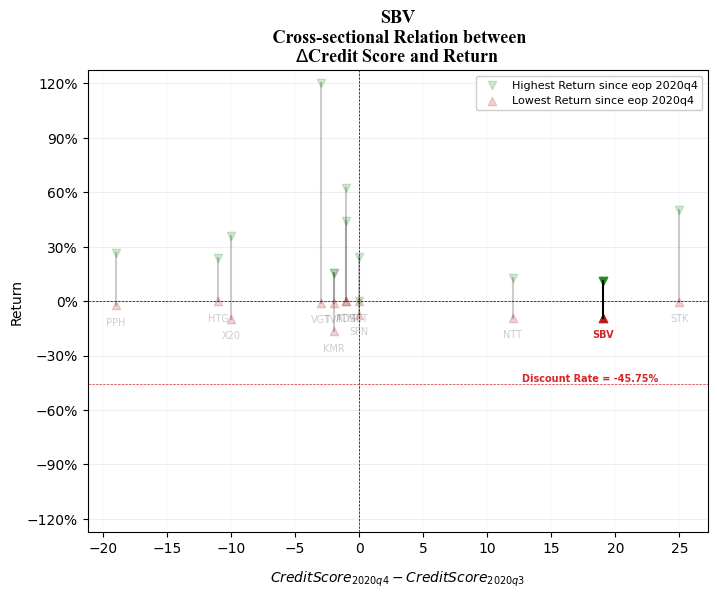 SBV
Cross-sectional Relation between
ΔCredit Score and Return
Highest Return since eop 2020q4
Lowest Return since eop 2020q4
120%
90%
60%
30%
0%
−30%
−60%
−90%
−120%
Return
PPH
HTG
X20
VGT
KMR
SFN
NTT
SBV
STK
Discount Rate = -45.75%
−20
−15
−10
−5
0
5
10
15
20
25
CreditScore2020q4 − CreditScore2020q3